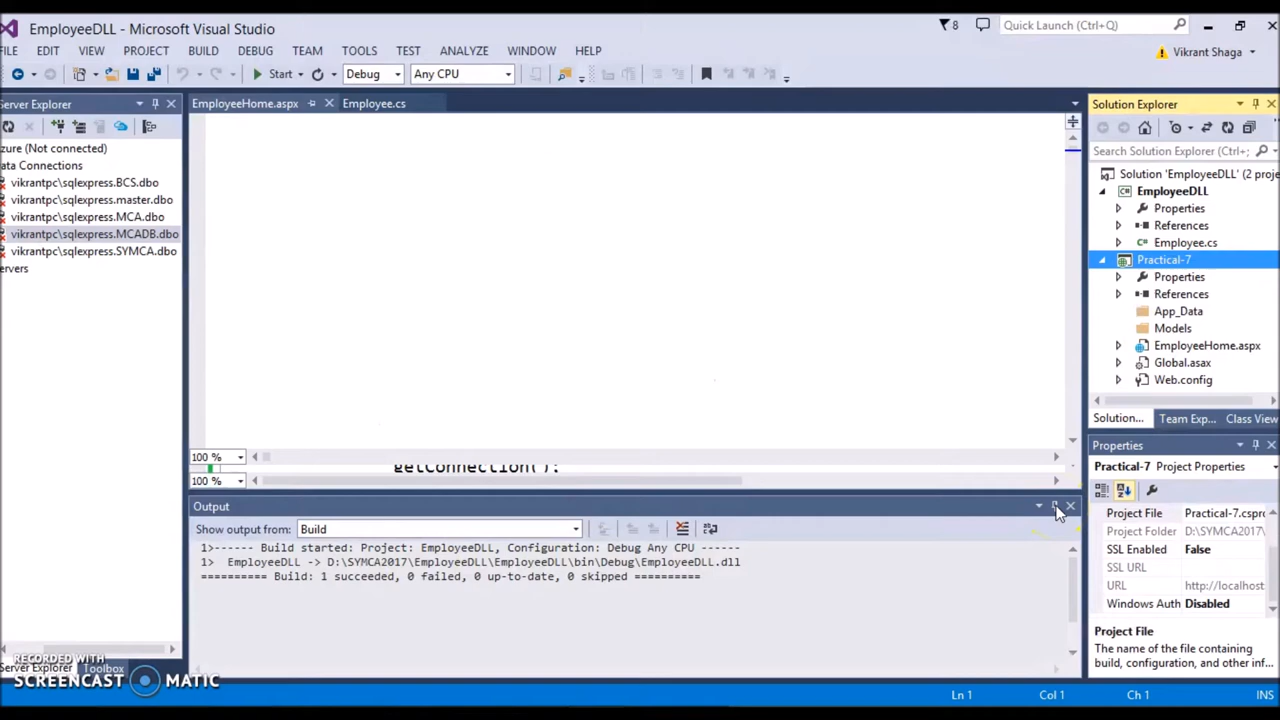 EmployeeDLL - Microsoft Visual Studio
8
Quick Launch (Ctrl+Q)
FILE EDIT VIEW PROJECT BUILD DEBUG TEAM TOOLS TEST ANALYZE WINDOW HELP
Vikrant Shaga
Start
Debug
Any CPU
Server Explorer
zure (Not connected)
ata Connections
vikrantpc\sqlexpress.BCS.dbo
vikrantpc\sqlexpress.master.dbo
vikrantpc\sqlexpress.MCA.dbo
vikrantpc\sqlexpress.MCADB.dbo
vikrantpc\sqlexpress.SYMCA.dbo
ervers
Server Explorer Toolbox
RECORDED WITH
SCREENCAST MATIC
EmployeeHome.aspx
Employee.cs
100 %
getConnection();
100 %
Output
Show output from: Build
1>------ Build started: Project: EmployeeDLL, Configuration: Debug Any CPU ------
1> EmployeeDLL -> D:\SYMCA2017\EmployeeDLL\EmployeeDLL\bin\Debug\EmployeeDLL.dll
========== Build: 1 succeeded, 0 failed, 0 up-to-date, 0 skipped ==========
Solution Explorer
Search Solution Explorer (Ctrl+;
Solution 'EmployeeDLL' (2 proje
EmployeeDLL
Properties
References
Employee.cs
Practical-7
Properties
References
App_Data
Models
EmployeeHome.aspx
Global.asax
Web.config
Solution... Team Exp... Class View
Properties
Practical-7 Project Properties
Project File Practical-7.cspro
Project Folder D:\SYMCA2017\
SSL Enabled False
SSL URL
URL http://localhost
Windows Auth Disabled
Project File
The name of the file containing
build, configuration, and other inf...
Ln 1 Col 1 Ch 1 INS